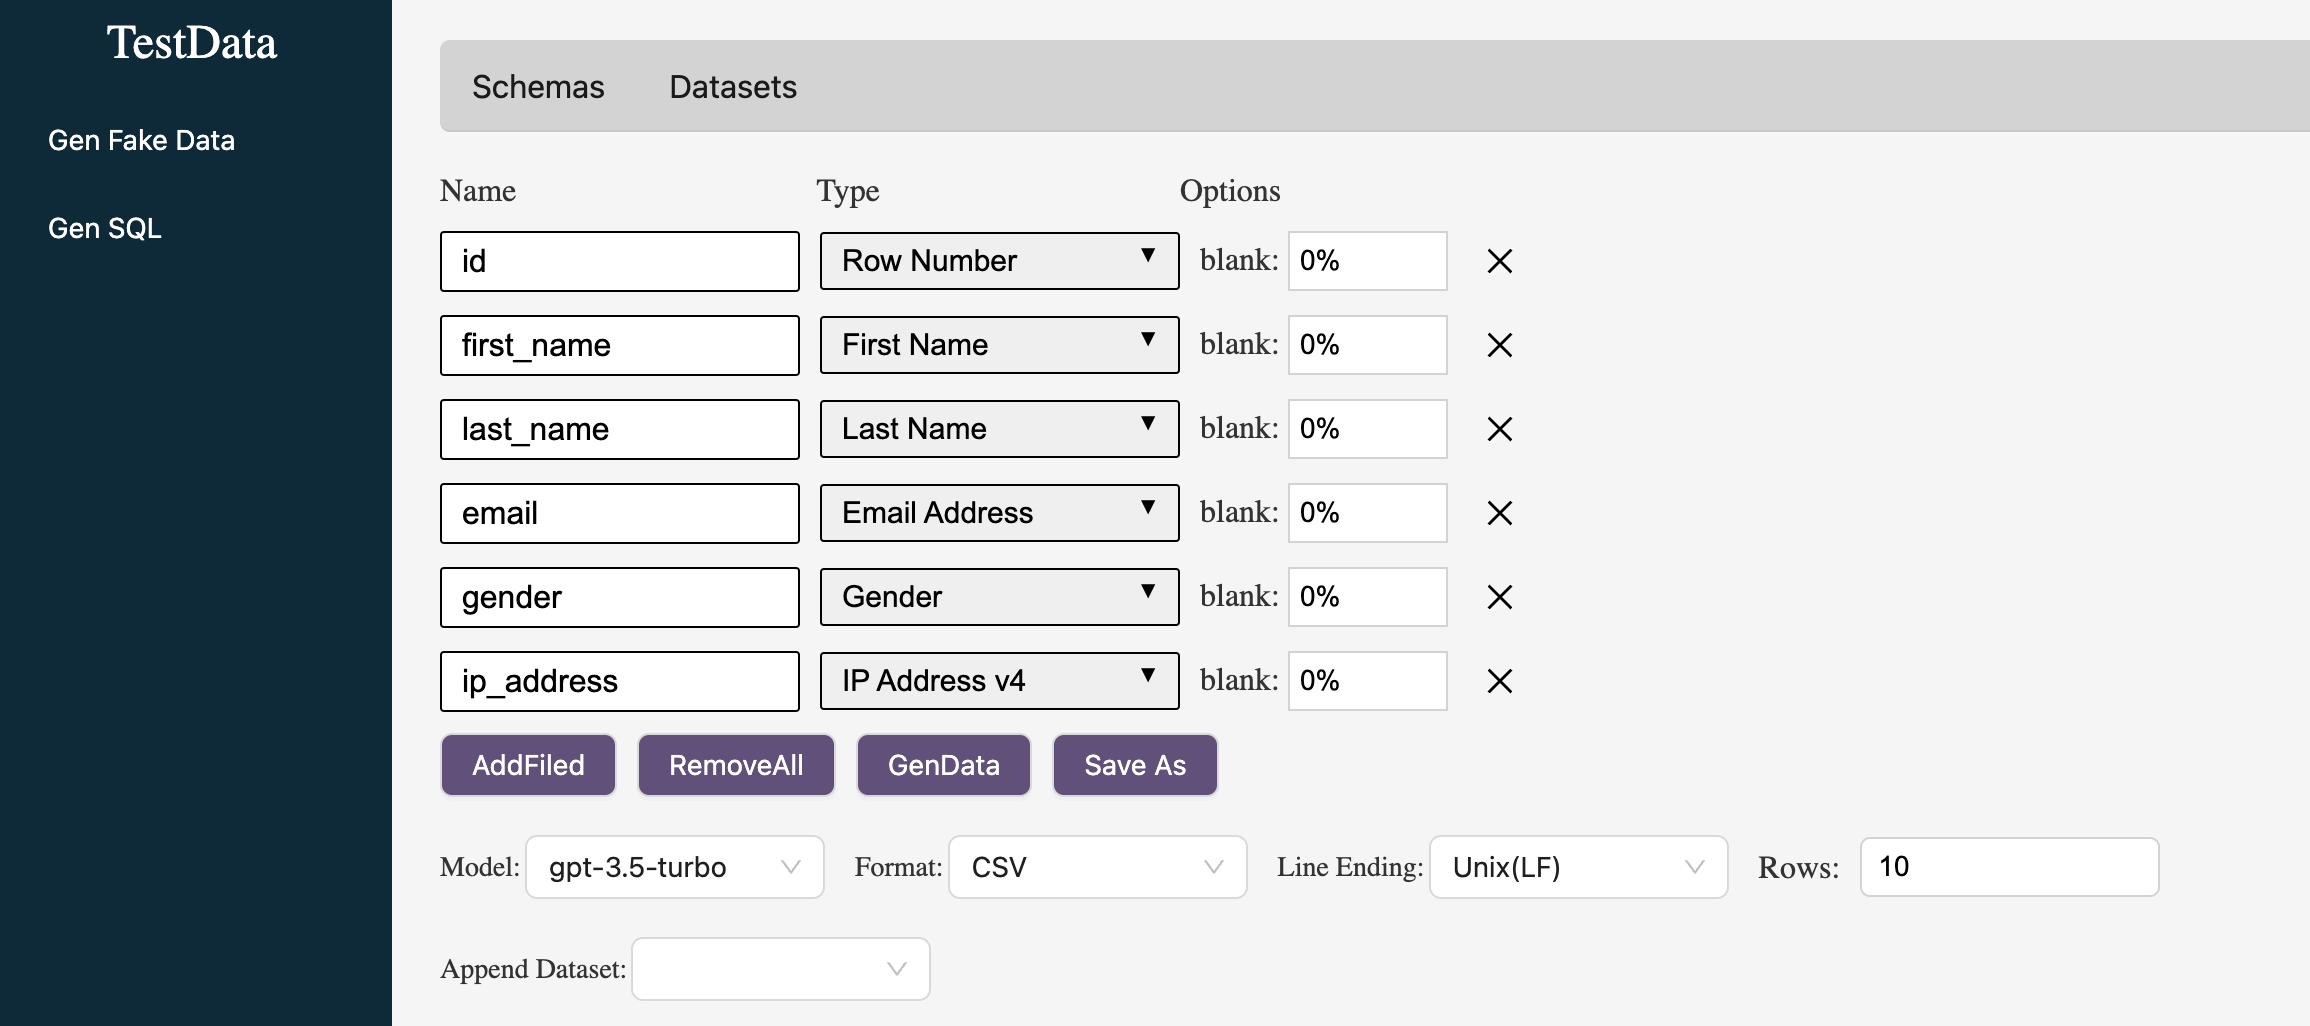 TestData
Gen Fake Data
Gen SQL
Schemas Datasets
Name Type Options
id Row Number ▼ blank: 0%
first_name First Name ▼ blank: 0%
last_name Last Name ▼ blank: 0%
email Email Address ▼ blank: 0%
gender Gender ▼ blank: 0%
ip_address IP Address v4 ▼ blank: 0%
AddFiled RemoveAll GenData Save As
Model: gpt-3.5-turbo Format: CSV Line Ending: Unix(LF) Rows: 10
Append Dataset: